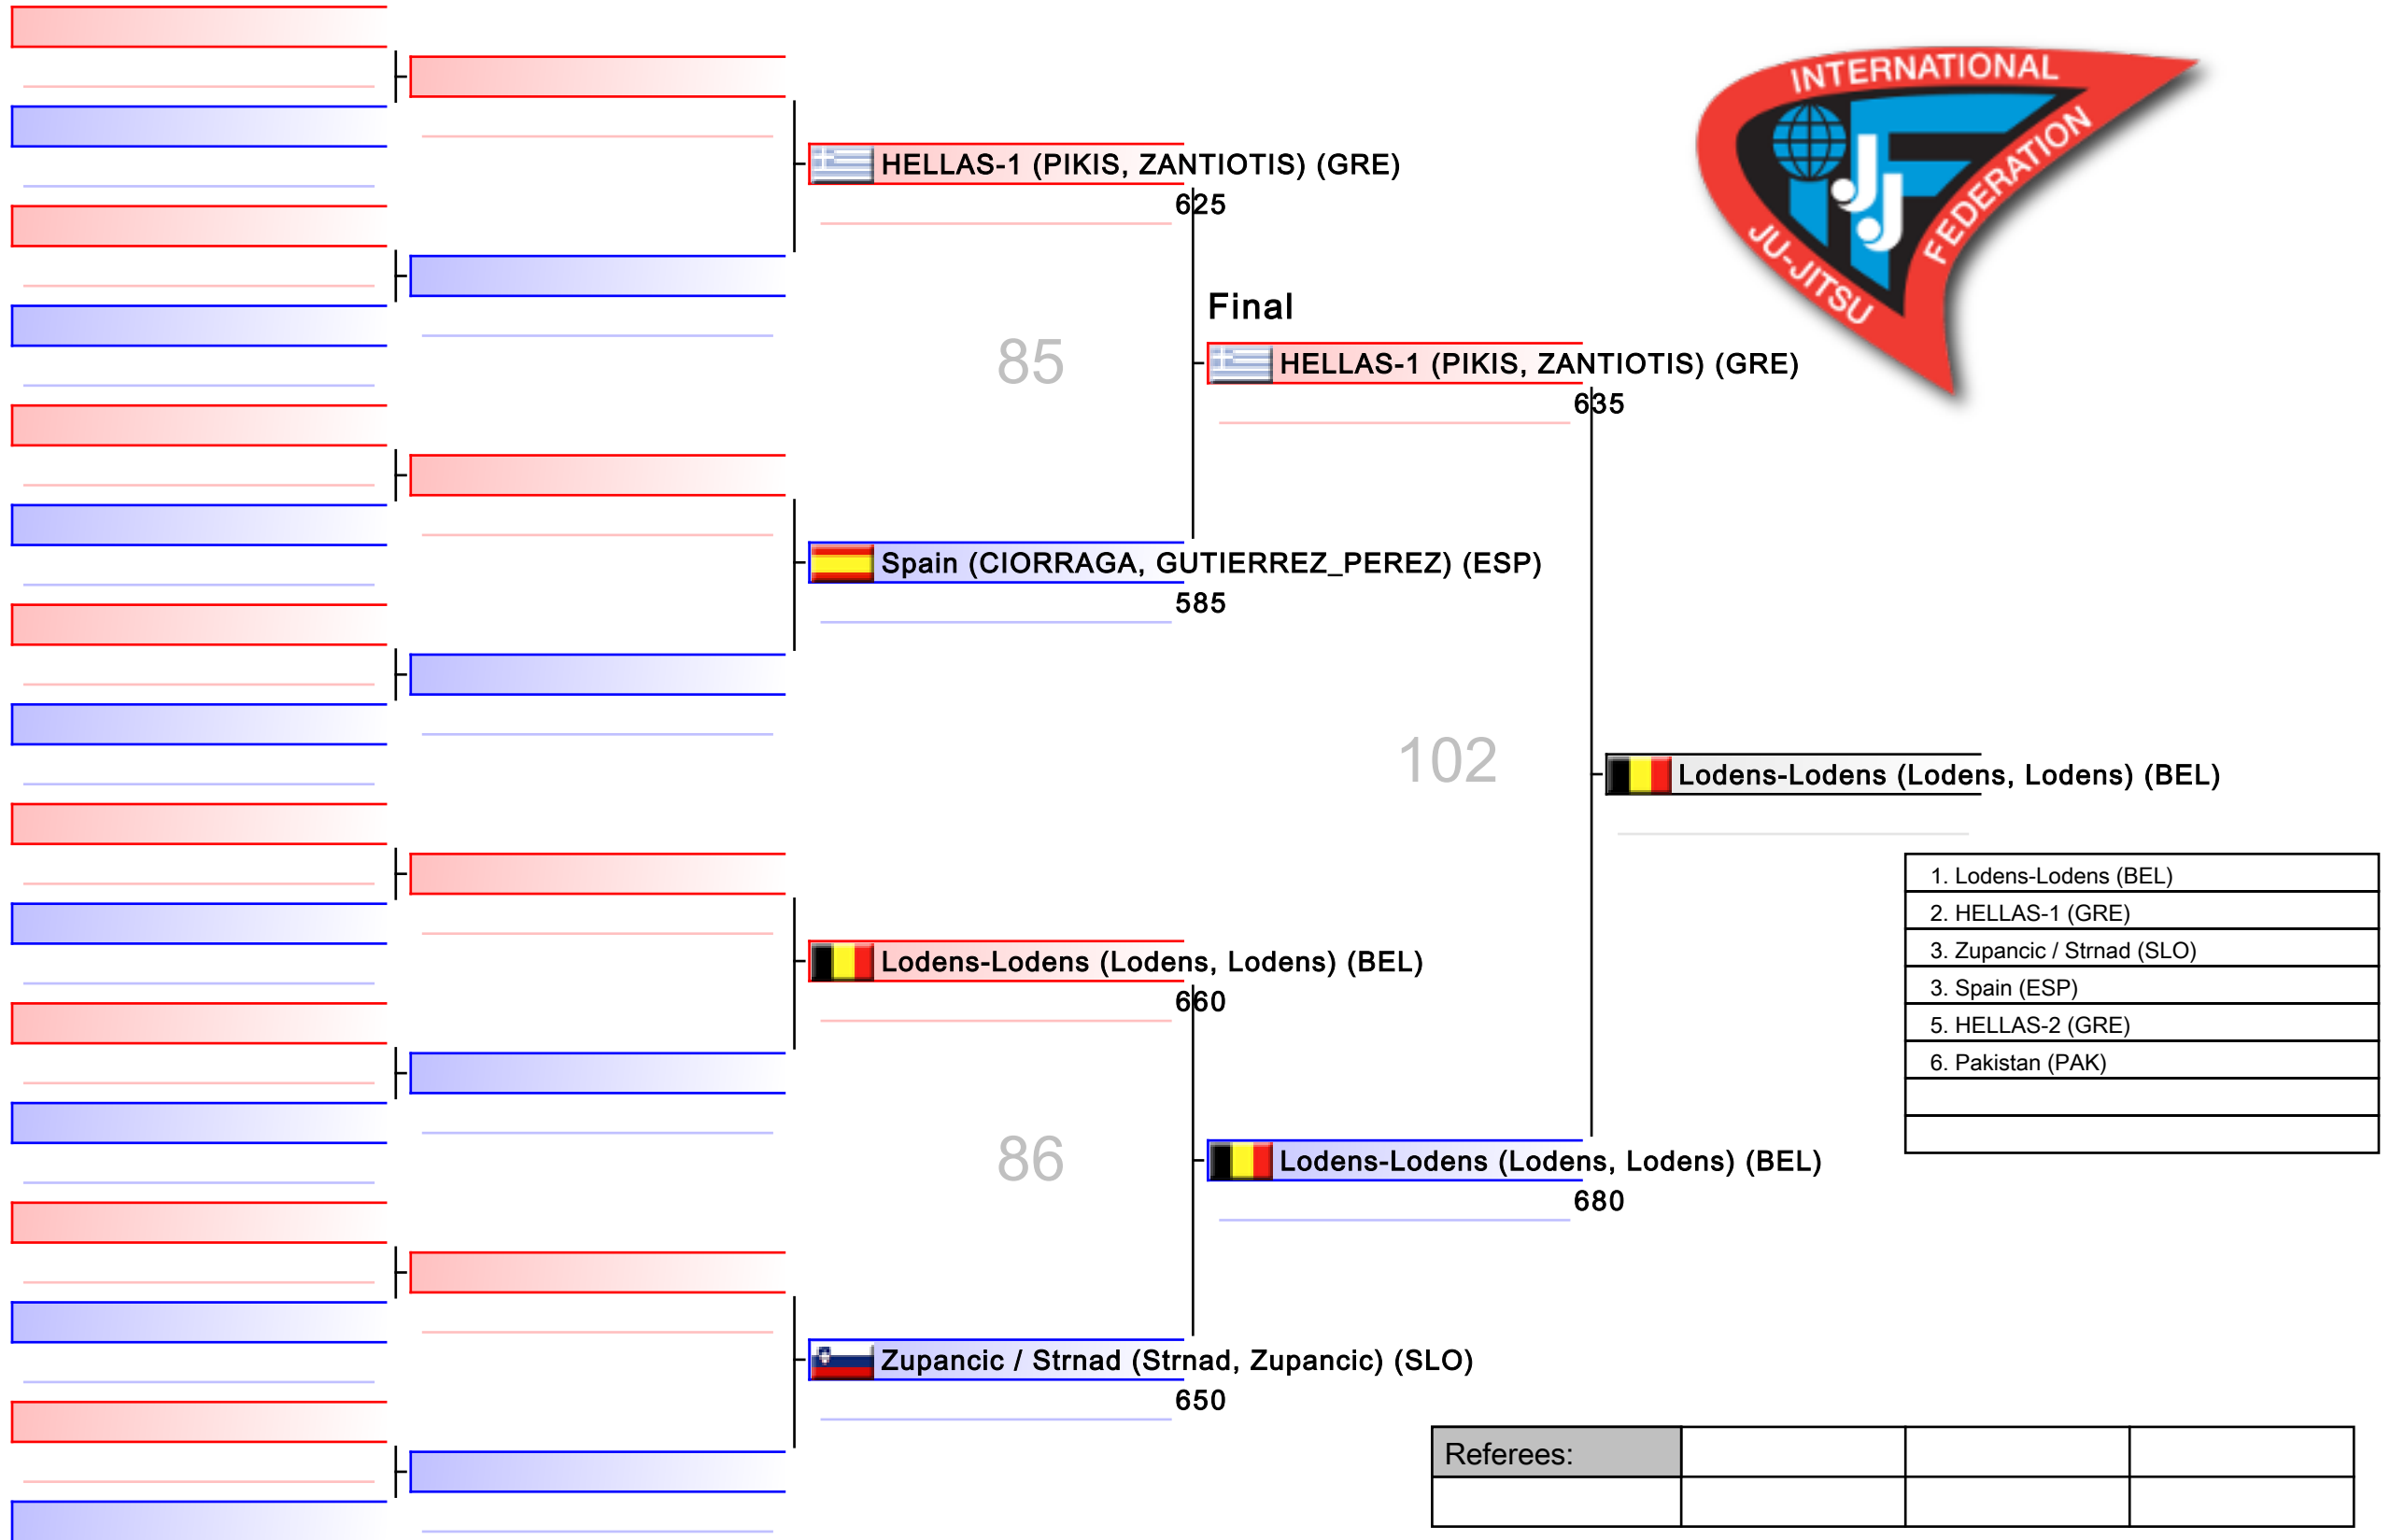 INTERNATIONAL
JU-JITSU
FEDERATION
JJIF
HELLAS-1 (PIKIS, ZANTIOTIS) (GRE)
625
85
Spain (CIORRAGA, GUTIERREZ_PEREZ) (ESP)
585
Final
HELLAS-1 (PIKIS, ZANTIOTIS) (GRE)
635
102
Lodens-Lodens (Lodens, Lodens) (BEL)
Lodens-Lodens (Lodens, Lodens) (BEL)
660
86
Lodens-Lodens (Lodens, Lodens) (BEL)
680
Zupancic / Strnad (Strnad, Zupancic) (SLO)
650
1. Lodens-Lodens (BEL)
2. HELLAS-1 (GRE)
3. Zupancic / Strnad (SLO)
3. Spain (ESP)
5. HELLAS-2 (GRE)
6. Pakistan (PAK)
Referees: